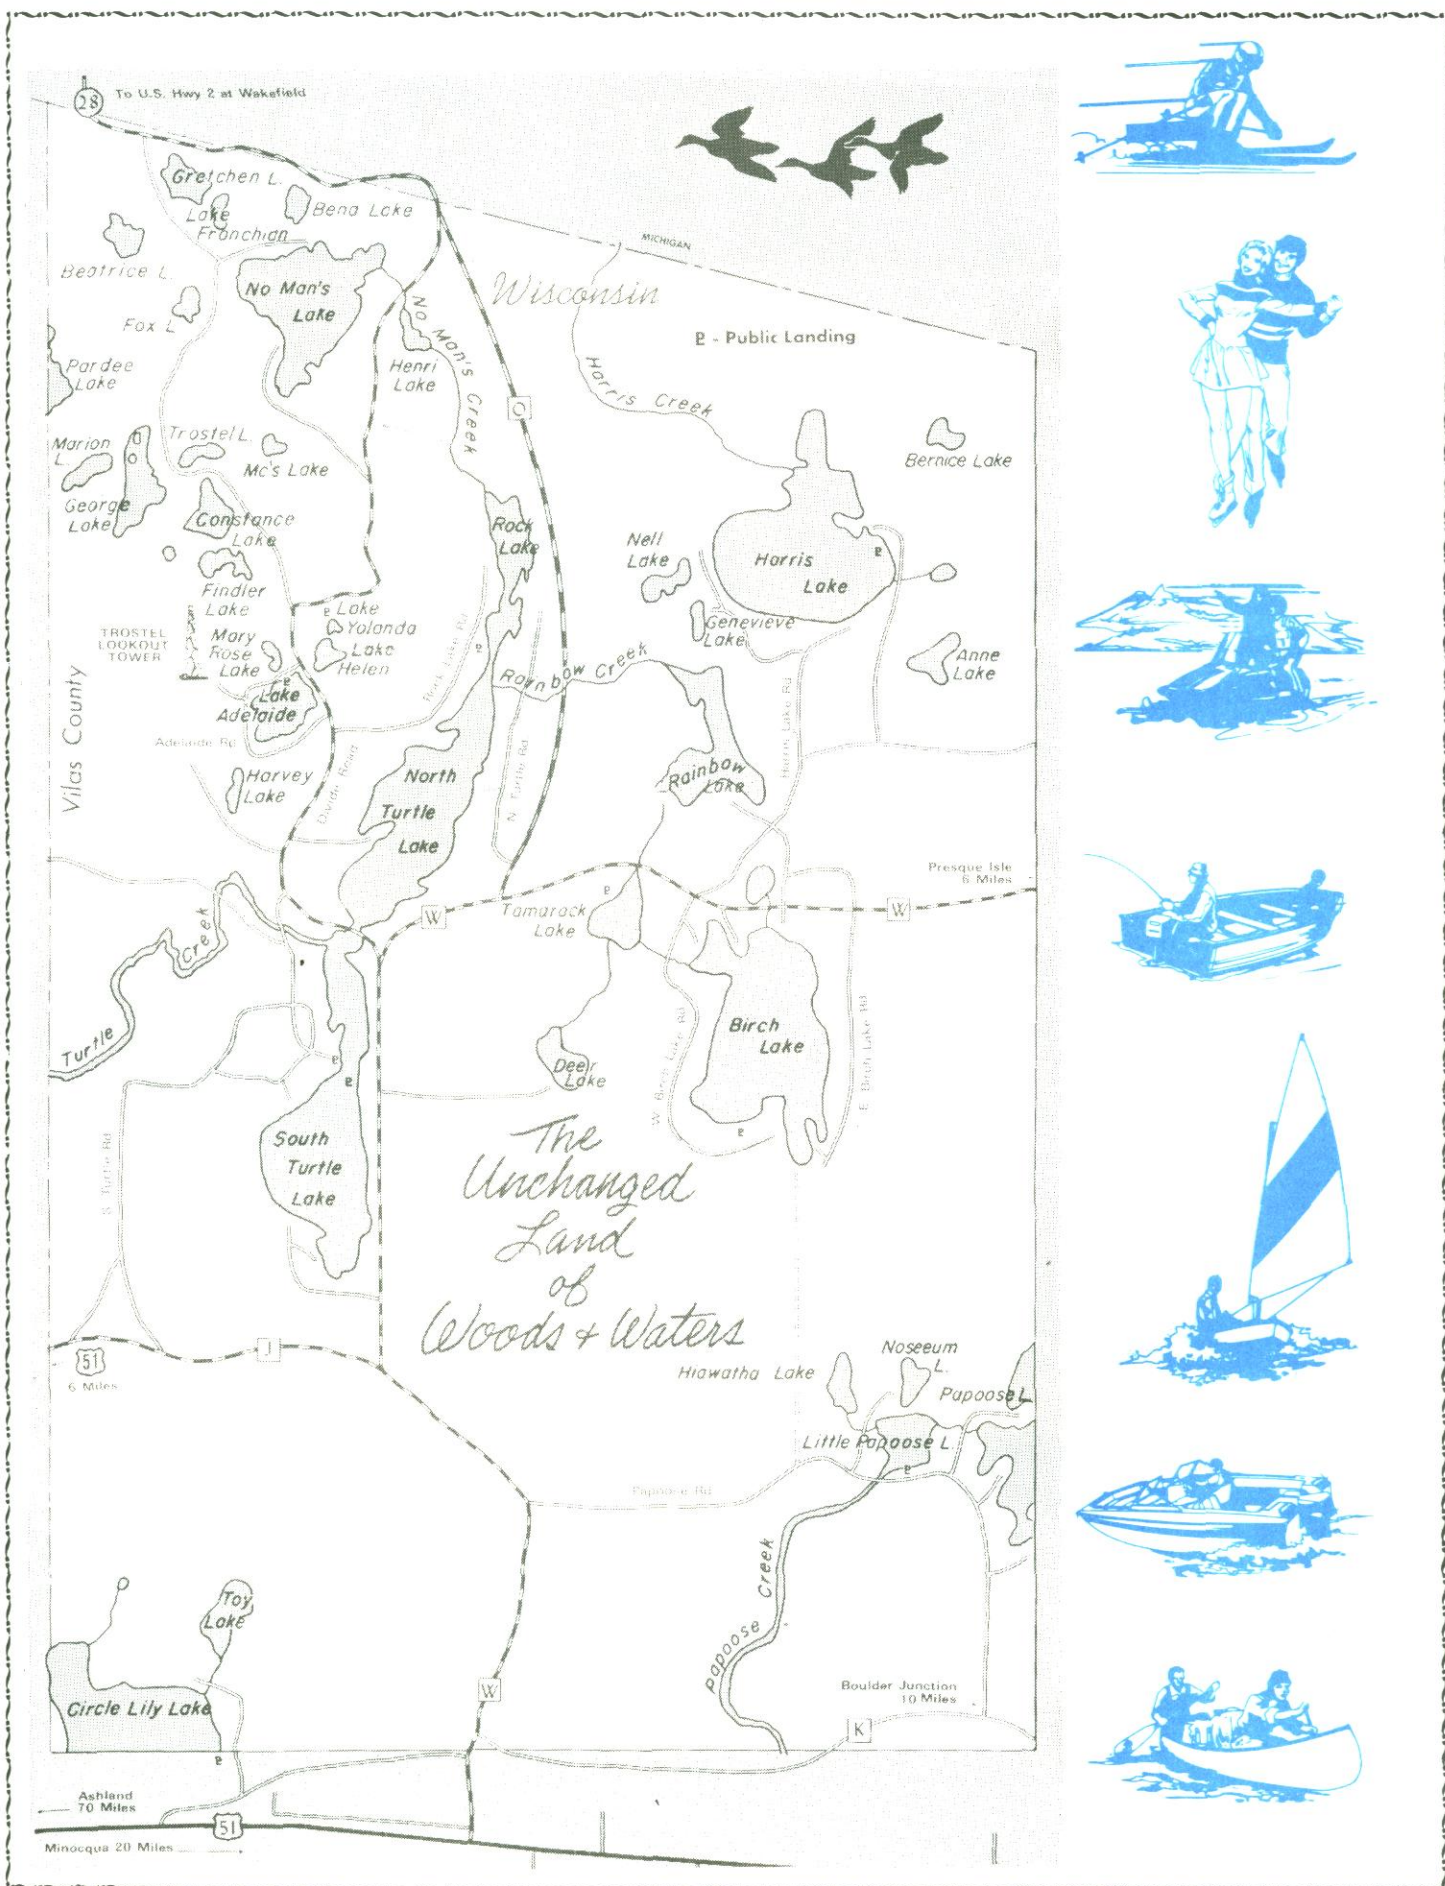 28
To U.S. Hwy 2 at Wakefield
Gretchen L.
Lake
Franchian
Bena Lake
Beatrice L.
No Man's
Lake
Fox L
Pardee
Lake
Henri
Lake
No Man's Creek
MICHIGAN
Wisconsin
P - Public Landing
Harris Creek
O
Marion
L.
Trostel L.
Mc's Lake
George
Lake
Constance
Lake
Bernice Lake
Rock
Lake
Nell
Lake
Harris
Lake
P
Findler
Lake
TROSTEL
LOOKOUT
TOWER
Mary
Rose
Lake
P
Lake
Yolanda
Lake
Helen
Rock Lake Rd
P
Genevieve
Lake
Anne
Lake
Rainbow Creek
P
Lake
Adelaide
Adelaide Rd
Vilas County
Harvey
Lake
Divide Road
North
Turtle
Lake
N Turtle Rd
Rainbow
Lake
Harris Lake Rd
Presque Isle
6 Miles
P
Tamarack
Lake
W
W
Turtle Creek
Birch
Lake
W Birch Lake Rd
E Birch Lake Rd
P
P
P
Deer
Lake
S Turtle Rd
South
Turtle
Lake
The
Unchanged
Land
of
Woods + Waters
J
51
6 Miles
Hiawatha Lake
Noseeum
L.
Papoose L
Little Papoose L.
P
Papoose Rd
Papoose Creek
Toy
Lake
Circle Lily Lake
P
W
Boulder Junction
10 Miles
K
Ashland
70 Miles
51
Minocqua 20 Miles